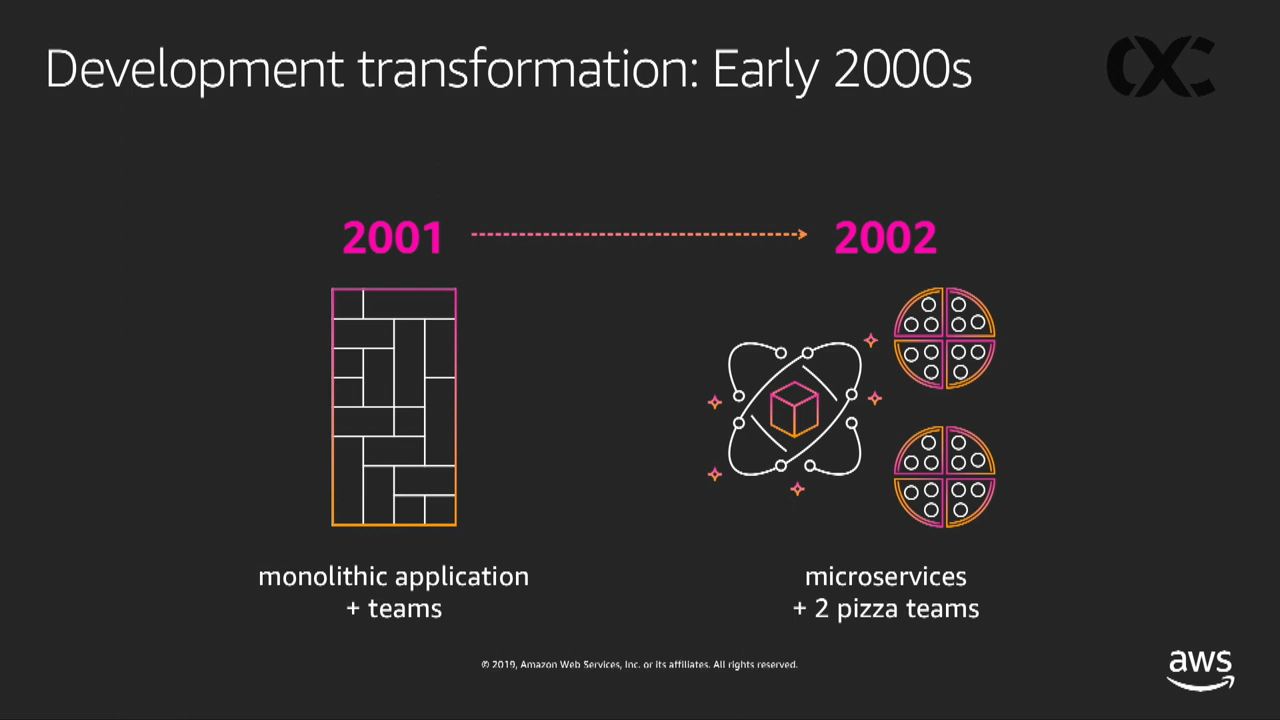 Development transformation: Early 2000s
CXC
2001
2002
monolithic application
+ teams
microservices
+ 2 pizza teams
© 2019, Amazon Web Services, Inc. or its affiliates. All rights reserved.
aws